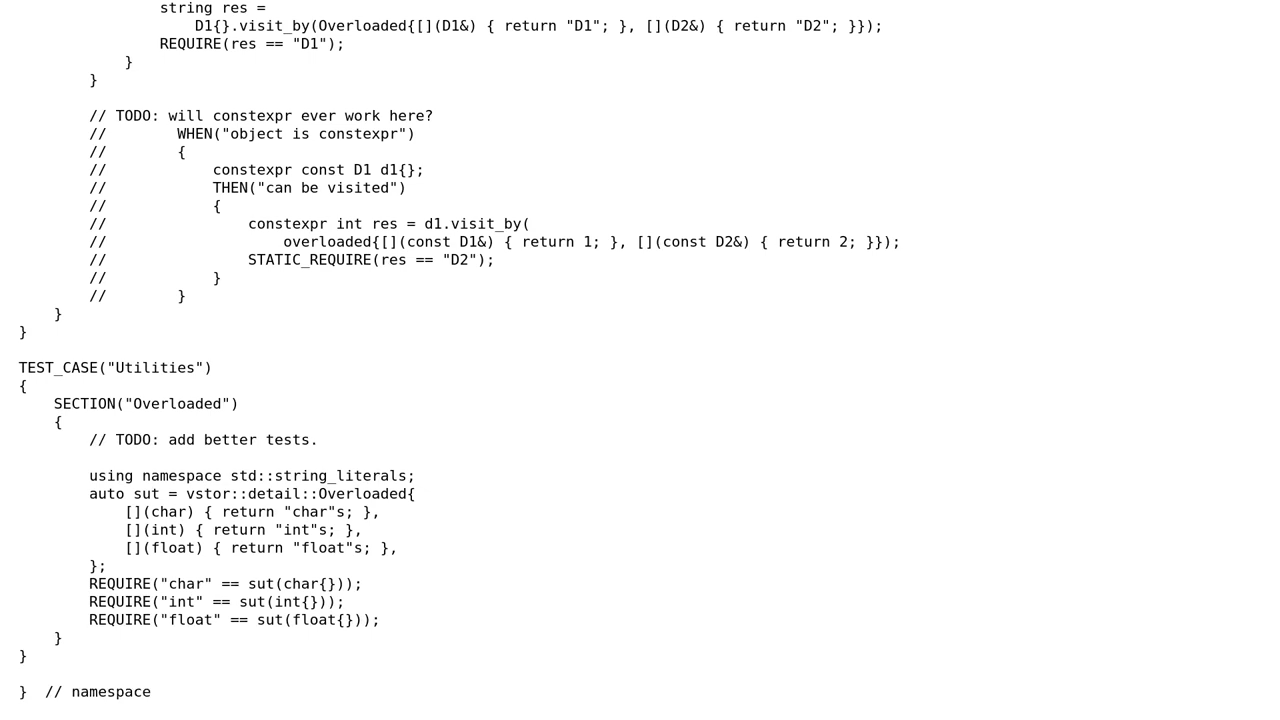 string res =
                    D1{}.visit_by(Overloaded{[](D1&) { return "D1"; }, [](D2&) { return "D2"; }});
                REQUIRE(res == "D1");
            }
        }

        // TODO: will constexpr ever work here?
        //        WHEN("object is constexpr")
        //        {
        //            constexpr const D1 d1{};
        //            THEN("can be visited")
        //            {
        //                constexpr int res = d1.visit_by(
        //                    overloaded{[](const D1&) { return 1; }, [](const D2&) { return 2; }});
        //                STATIC_REQUIRE(res == "D2");
        //            }
        //        }
    }
}

TEST_CASE("Utilities")
{
    SECTION("Overloaded")
    {
        // TODO: add better tests.

        using namespace std::string_literals;
        auto sut = vstor::detail::Overloaded{
            [](char) { return "char"s; },
            [](int) { return "int"s; },
            [](float) { return "float"s; },
        };
        REQUIRE("char" == sut(char{}));
        REQUIRE("int" == sut(int{}));
        REQUIRE("float" == sut(float{}));
    }
}

}  // namespace